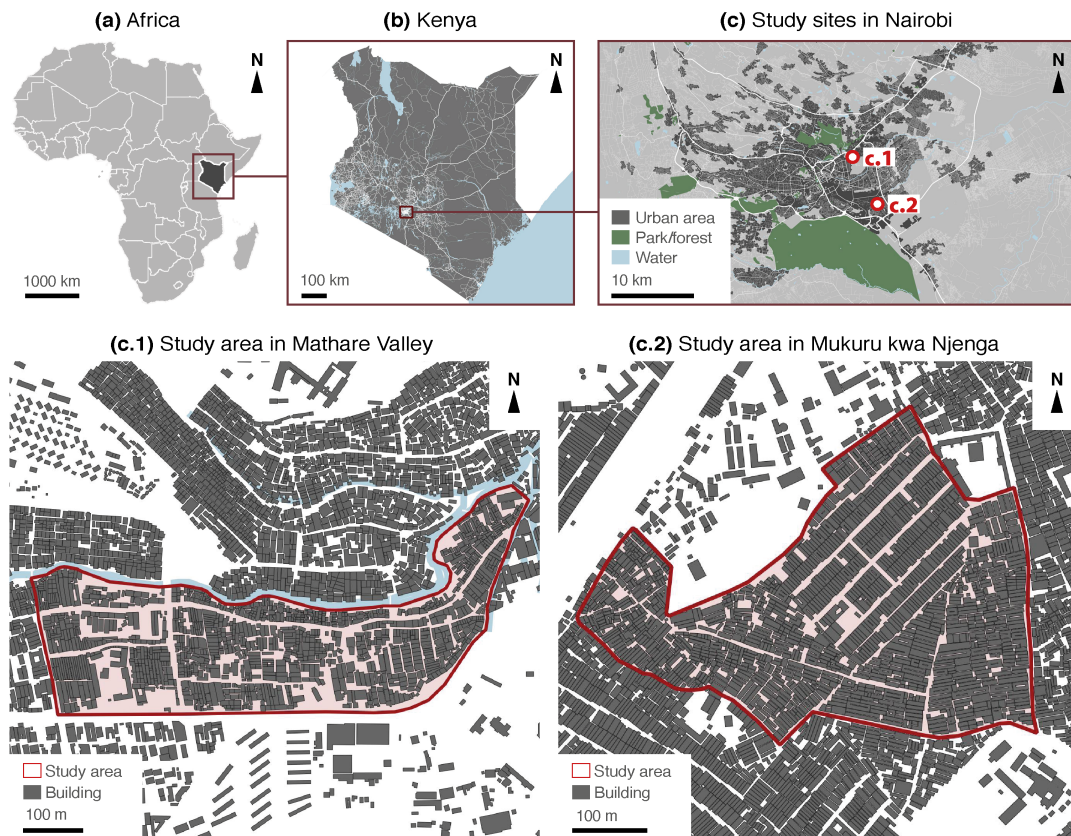 (a) Africa
N
1000 km
(b) Kenya
N
100 km
(c) Study sites in Nairobi
N
c.1
c.2
Urban area
Park/forest
Water
10 km
(c.1) Study area in Mathare Valley
N
Study area
Building
100 m
(c.2) Study area in Mukuru kwa Njenga
N
Study area
Building
100 m